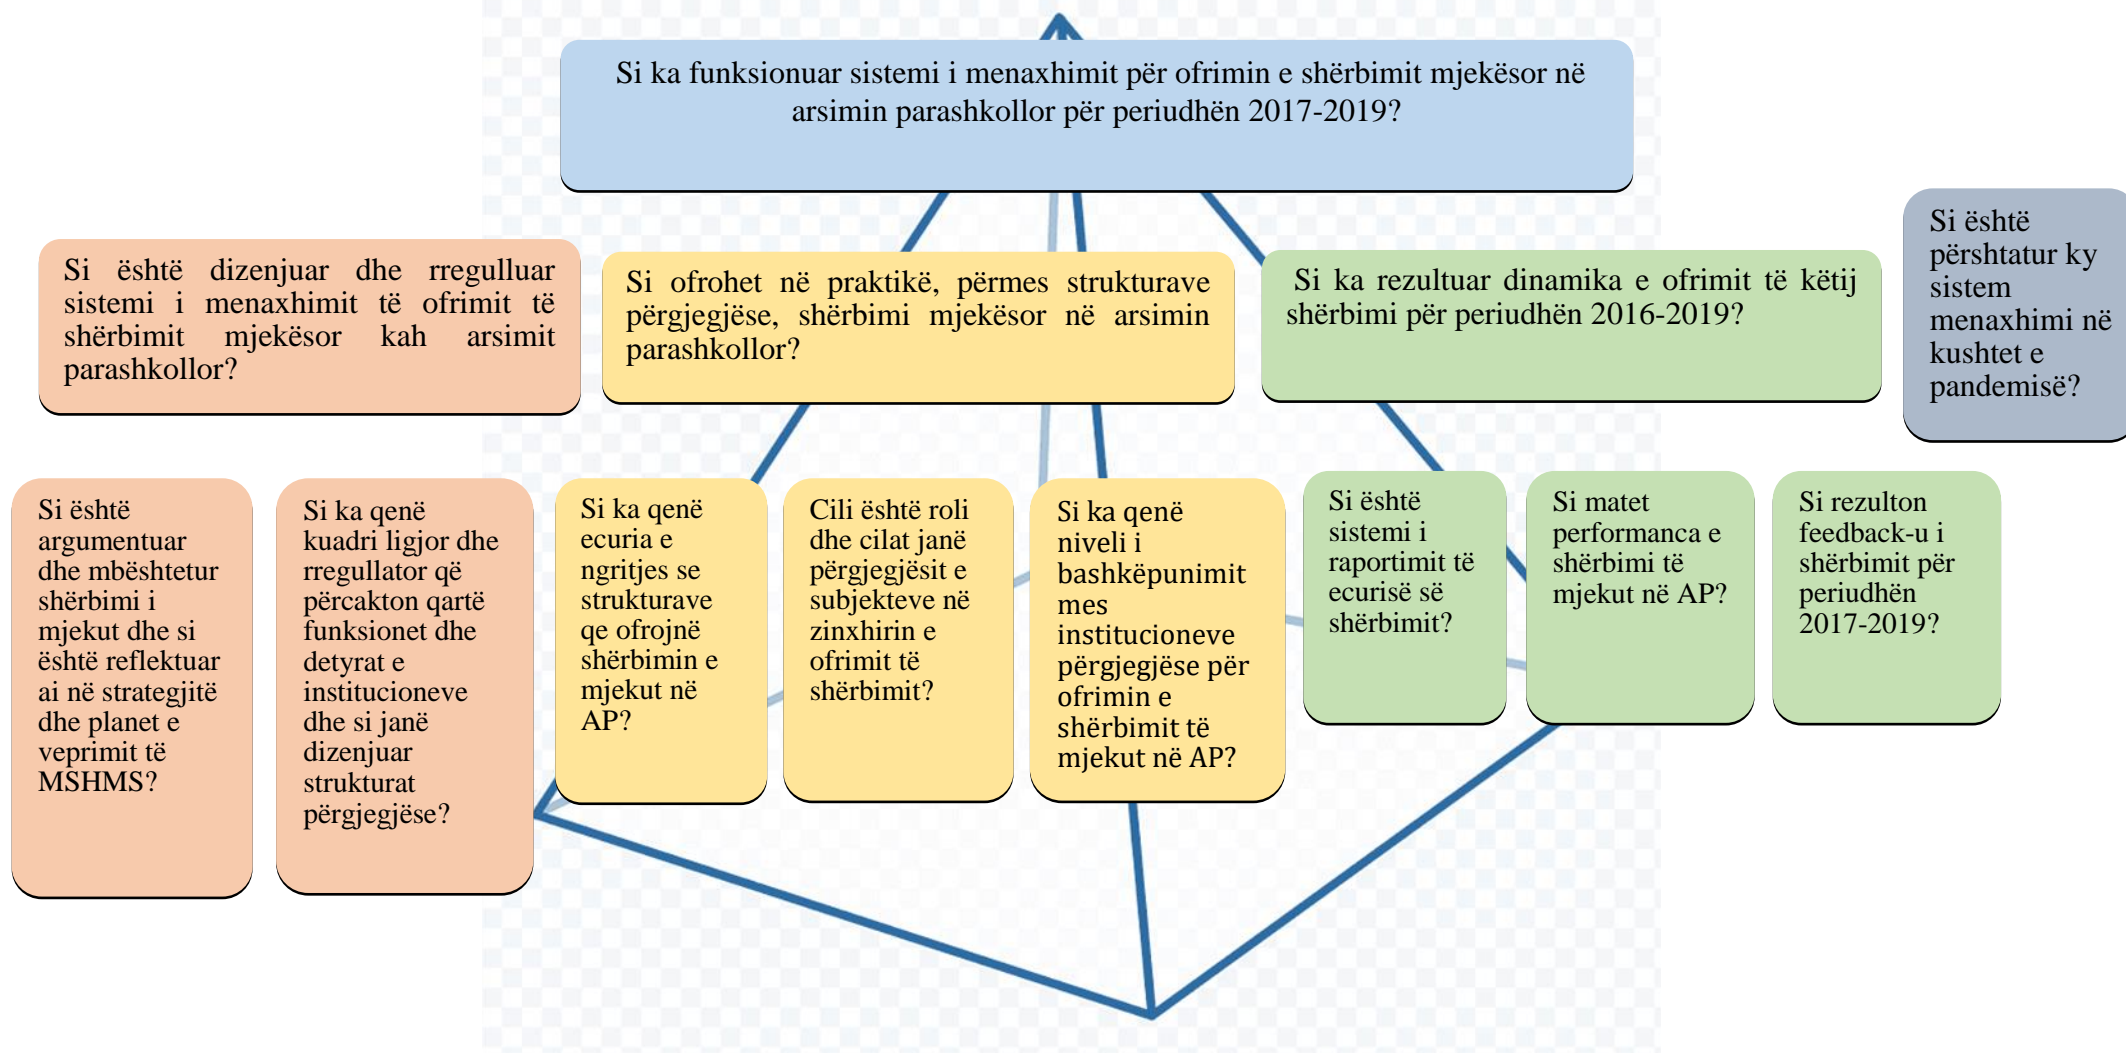 Si ka funksionuar sistemi i menaxhimit për ofrimin e shërbimit mjekësor në
arsimin parashkollor për periudhën 2017-2019?
Si është dizenjuar dhe rregulluar
sistemi i menaxhimit të ofrimit të
shërbimit mjekësor kah arsimit
parashkollor?
Si ofrohet në praktikë, përmes strukturave
përgjegjëse, shërbimi mjekësor në arsimin
parashkollor?
Si ka rezultuar dinamika e ofrimit të këtij
shërbimi për periudhën 2016-2019?
Si është
përshtatur ky
sistem
menaxhimi në
kushtet e
pandemisë?
Si është
argumentuar
dhe mbështetur
shërbimi i
mjekut dhe si
është reflektuar
ai në strategjitë
dhe planet e
veprimit të
MSHMS?
Si ka qenë
kuadri ligjor dhe
rregullator që
përcakton qartë
funksionet dhe
detyrat e
institucioneve
dhe si janë
dizenjuar
strukturat
përgjegjëse?
Si ka qenë
ecuria e
ngritjes se
strukturave
qe ofrojnë
shërbimin e
mjekut në
AP?
Cili është roli
dhe cilat janë
përgjegjësit e
subjekteve në
zinxhirin e
ofrimit të
shërbimit?
Si ka qenë
niveli i
bashkëpunimit
mes
institucioneve
përgjegjëse për
ofrimin e
shërbimit të
mjekut në AP?
Si është
sistemi i
raportimit të
ecurisë së
shërbimit?
Si matet
performanca e
shërbimi të
mjekut në AP?
Si rezulton
feedback-u i
shërbimit për
periudhën
2017-2019?